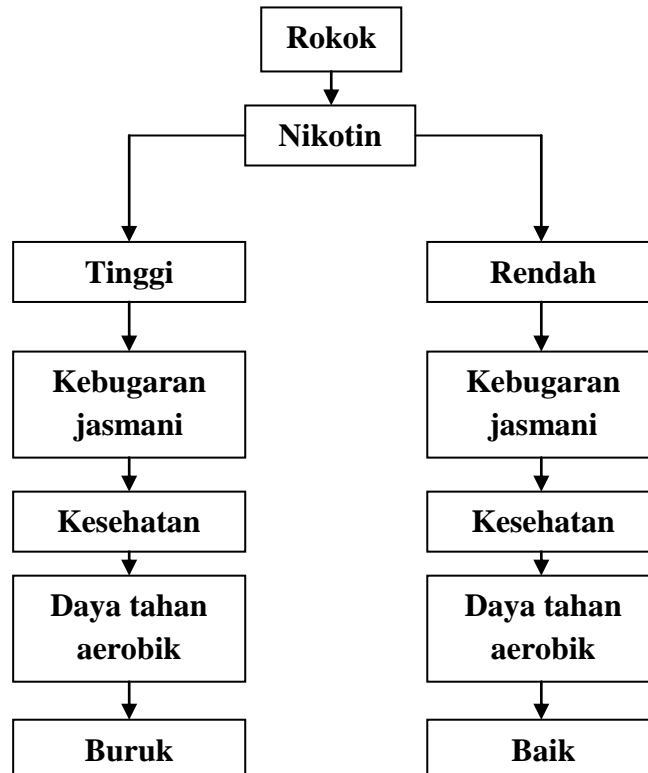 Rokok
Nikotin
Tinggi
Rendah
Kebugaran
jasmani
Kebugaran
jasmani
Kesehatan
Kesehatan
Daya tahan
aerobik
Daya tahan
aerobik
Buruk
Baik